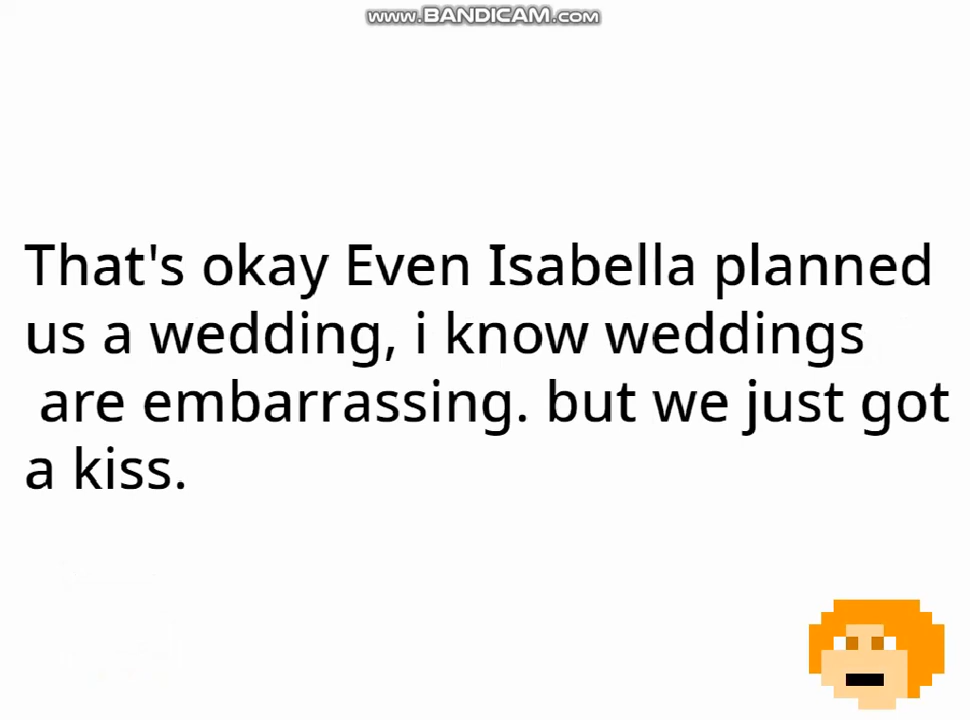 WWW.BANDICAM.COM
That's okay Even Isabella planned
us a wedding, i know weddings
are embarrassing. but we just got
a kiss.